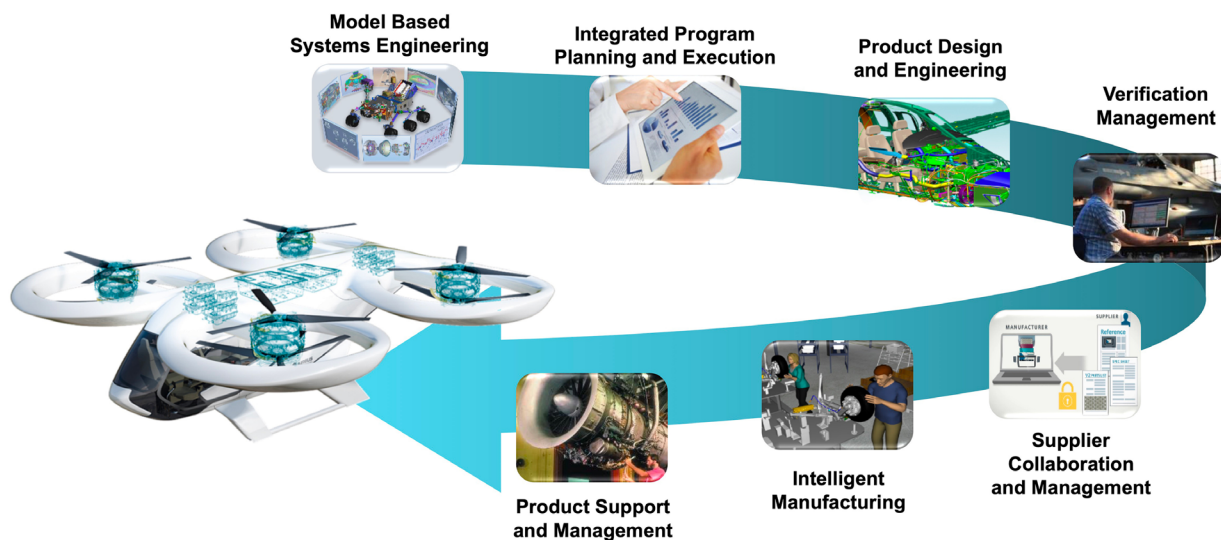 Model Based
Systems Engineering
Integrated Program
Planning and Execution
Product Design
and Engineering
Verification
Management
MANUFACTURER
SUPPLIER
Reference
Supplier
Collaboration
and Management
Intelligent
Manufacturing
Product Support
and Management